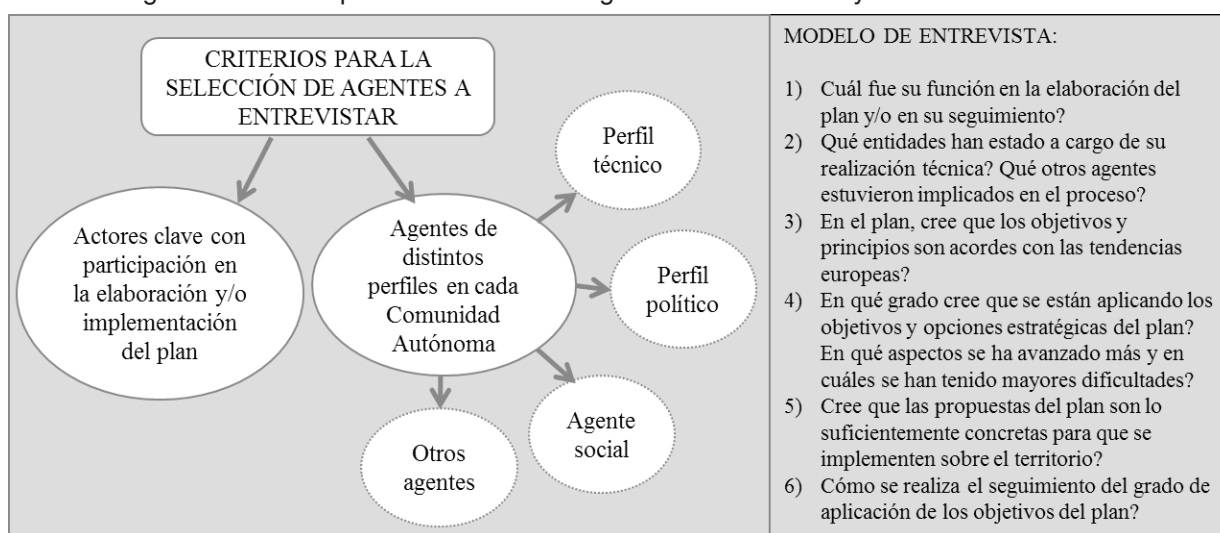 CRITERIOS PARA LA
SELECCIÓN DE AGENTES A
ENTREVISTAR
Actores clave con
participación en
la elaboración y/o
implementación
del plan
Agentes de
distintos
perfiles en cada
Comunidad
Autónoma
Perfil
técnico
Perfil
político
Agente
social
Otros
agentes
MODELO DE ENTREVISTA:
1) Cuál fue su función en la elaboración del
plan y/o en su seguimiento?
2) Qué entidades han estado a cargo de su
realización técnica? Qué otros agentes
estuvieron implicados en el proceso?
3) En el plan, cree que los objetivos y
principios son acordes con las tendencias
europeas?
4) En qué grado cree que se están aplicando los
objetivos y opciones estratégicas del plan?
En qué aspectos se ha avanzado más y en
cuáles se han tenido mayores dificultades?
5) Cree que las propuestas del plan son lo
suficientemente concretas para que se
implementen sobre el territorio?
6) Cómo se realiza el seguimiento del grado de
aplicación de los objetivos del plan?